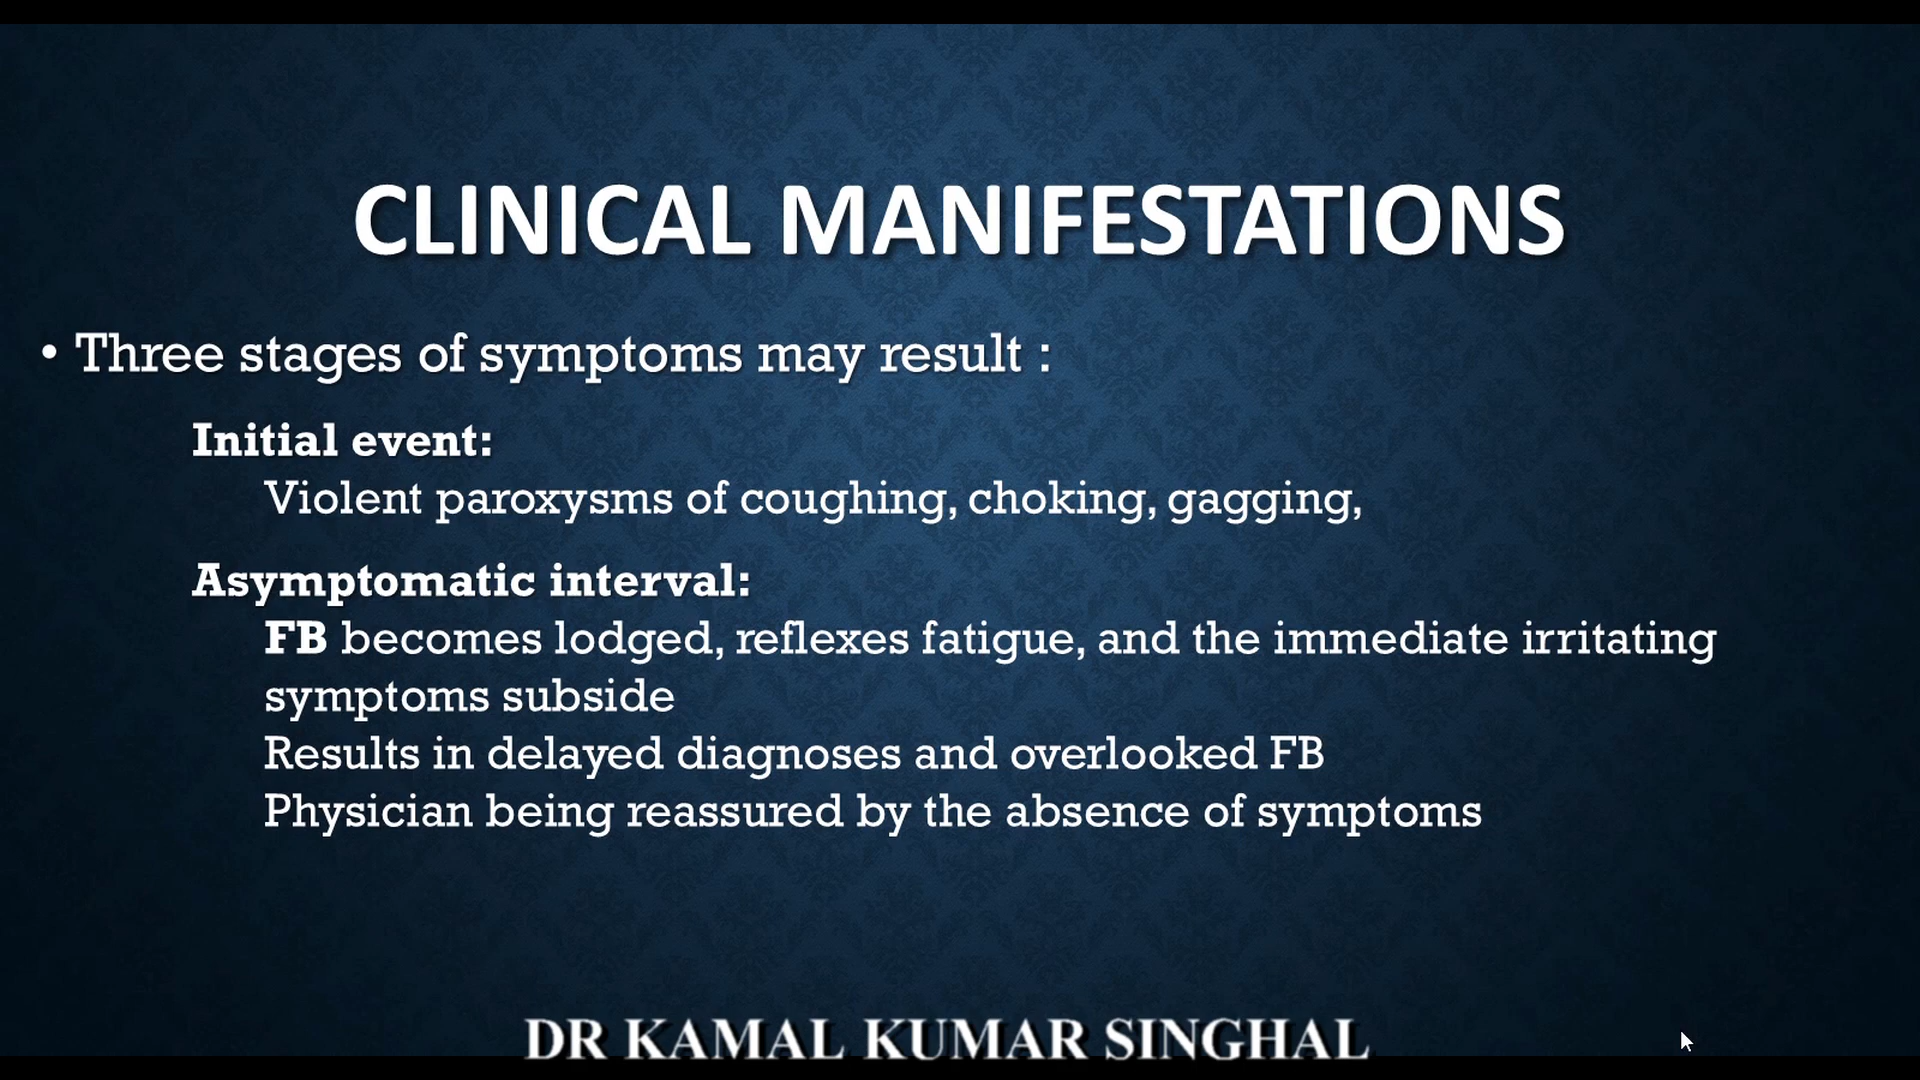 CLINICAL MANIFESTATIONS
• Three stages of symptoms may result :
Initial event:
Violent paroxysms of coughing, choking, gagging,
Asymptomatic interval:
FB becomes lodged, reflexes fatigue, and the immediate irritating
symptoms subside
Results in delayed diagnoses and overlooked FB
Physician being reassured by the absence of symptoms
DR KAMAL KUMAR SINGHAL